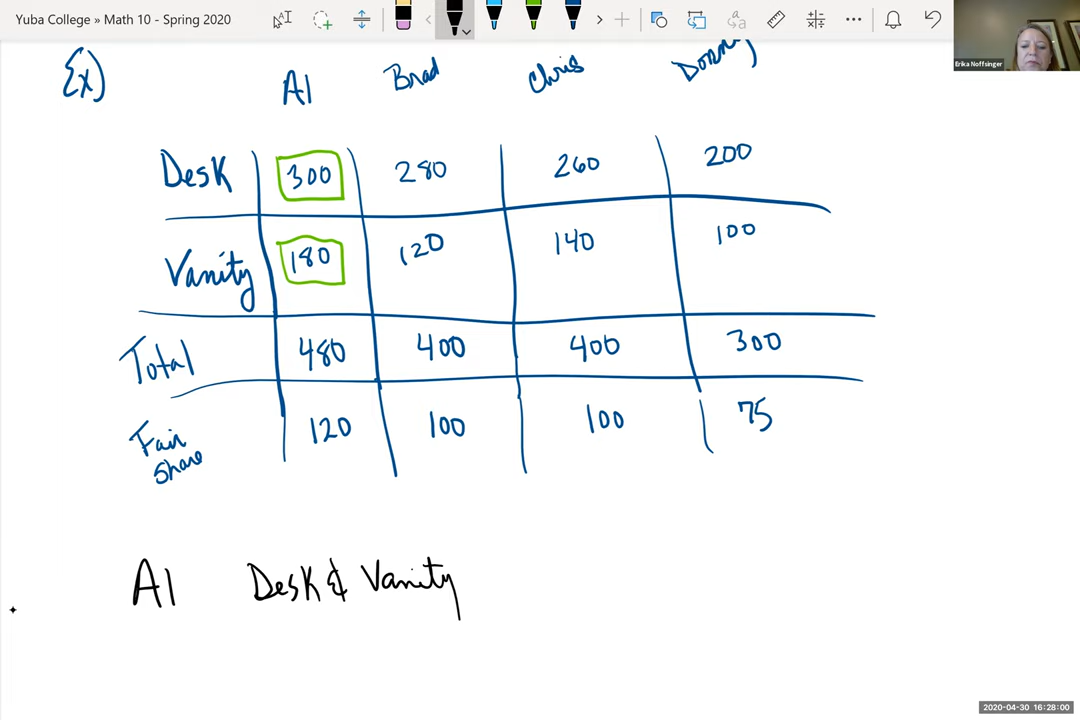 Yuba College » Math 10 - Spring 2020
Erika Noffsinger
Ex)
Al Brad Chris Donny
Desk 300 280 260 200
Vanity 180 120 140 100
Total 480 400 400 300
Fair Share 120 100 100 75
Al Desk & Vanity
2020-04-30 16:28:00